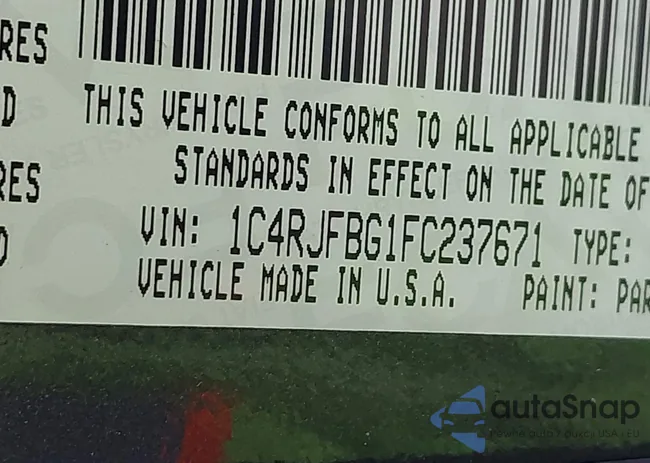 RES
D THIS VEHICLE CONFORMS TO ALL APPLICABLE
STANDARDS IN EFFECT ON THE DATE OF
RES
VIN: 1C4RJFBG1FC237671 TYPE:
VEHICLE MADE IN U.S.A. PAINT: PAR
autoSnap